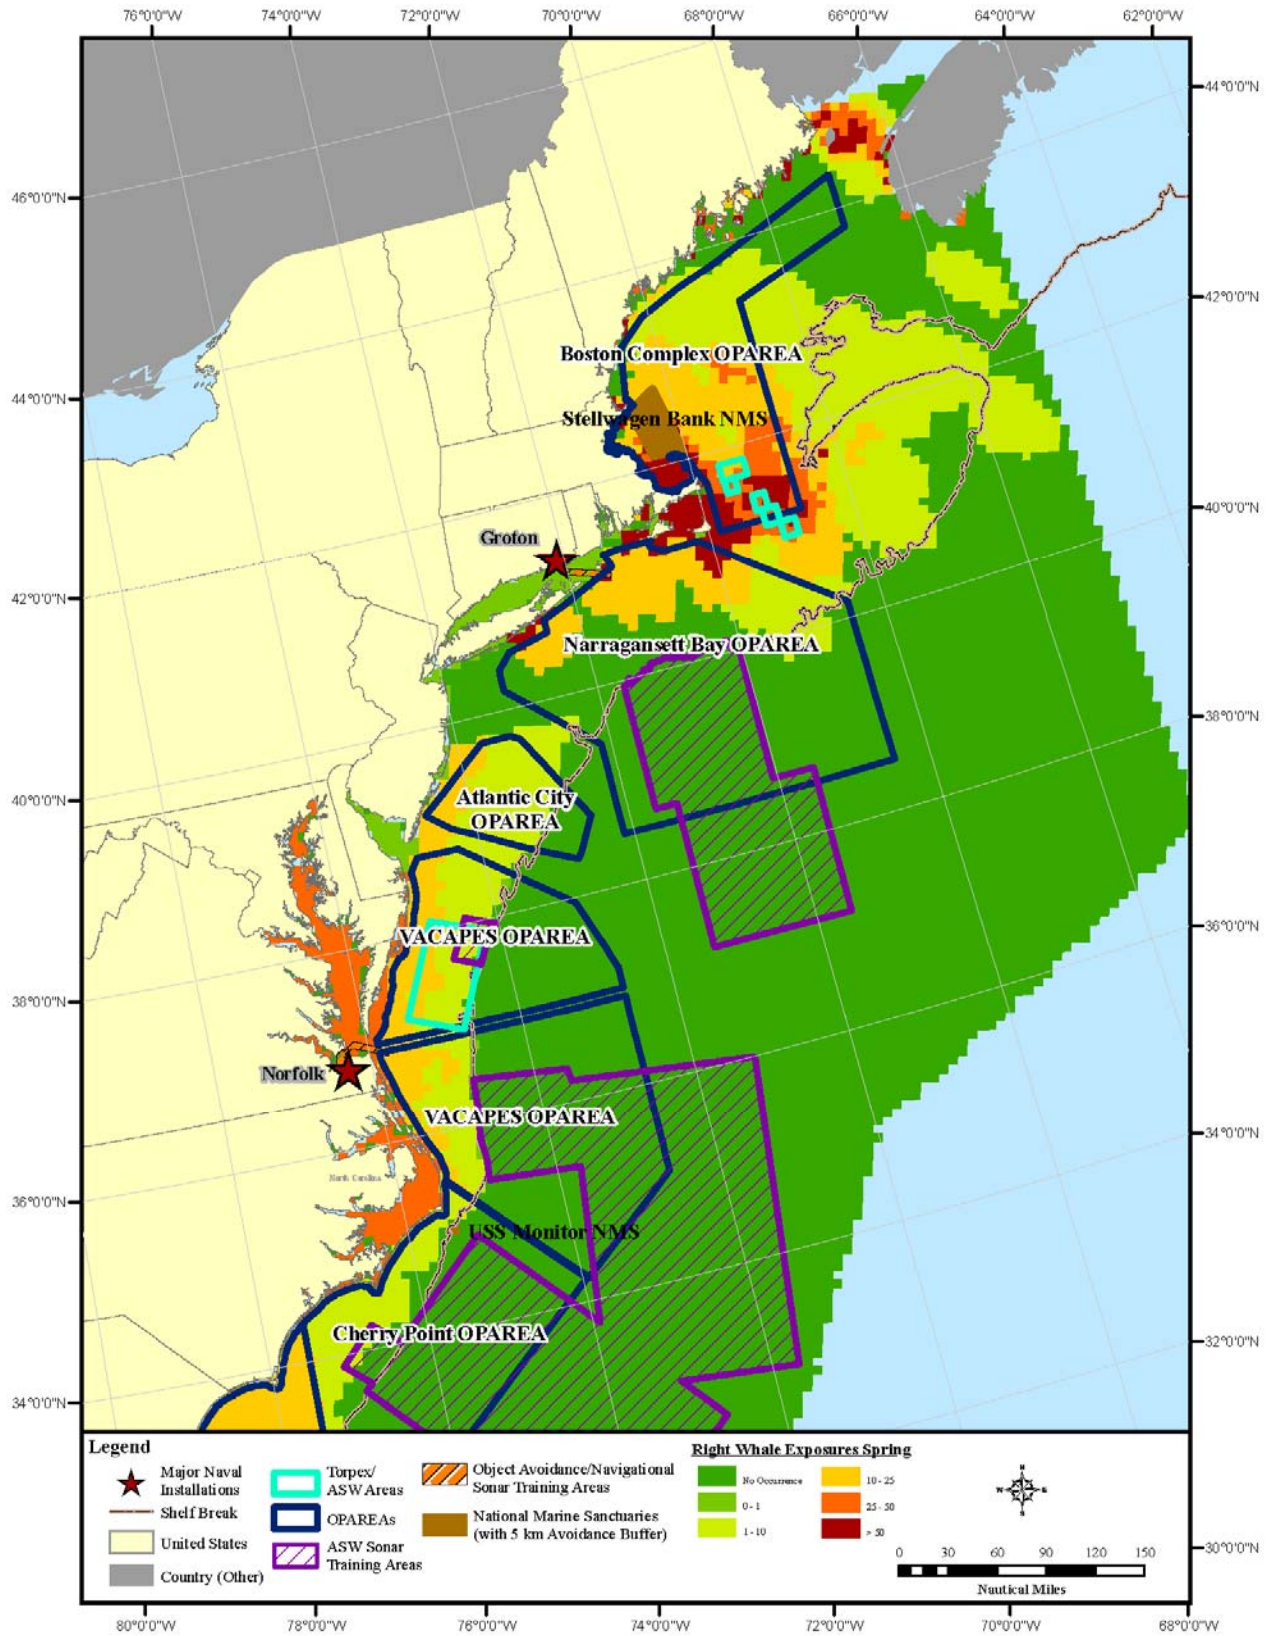 76°0'0"W 74°0'0"W 72°0'0"W 70°0'0"W 68°0'0"W 66°0'0"W 64°0'0"W 62°0'0"W
44°0'0"N
46°0'0"N
42°0'0"N
Boston Complex OPAREA
44°0'0"N
Stellwagen Bank NMS
40°0'0"N
Groton
42°0'0"N
Narragansett Bay OPAREA
38°0'0"N
40°0'0"N
Atlantic City
OPAREA
36°0'0"N
VACAPES OPAREA
38°0'0"N
Norfolk
VACAPES OPAREA
34°0'0"N
North Carolina
36°0'0"N
USS Monitor NMS
Cherry Point OPAREA
32°0'0"N
34°0'0"N
Legend
Major Naval
Installations
Shelf Break
United States
Country (Other)
Torpex/
ASW Areas
OPAREAs
ASW Sonar
Training Areas
Object Avoidance/Navigational
Sonar Training Areas
National Marine Sanctuaries
(with 5 km Avoidance Buffer)
Right Whale Exposures Spring
No Occurrence
0 - 1
1 - 10
10 - 25
25 - 50
> 50
N
W E
S
0 30 60 90 120 150
Nautical Miles
30°0'0"N
80°0'0"W 78°0'0"W 76°0'0"W 74°0'0"W 72°0'0"W 70°0'0"W 68°0'0"W